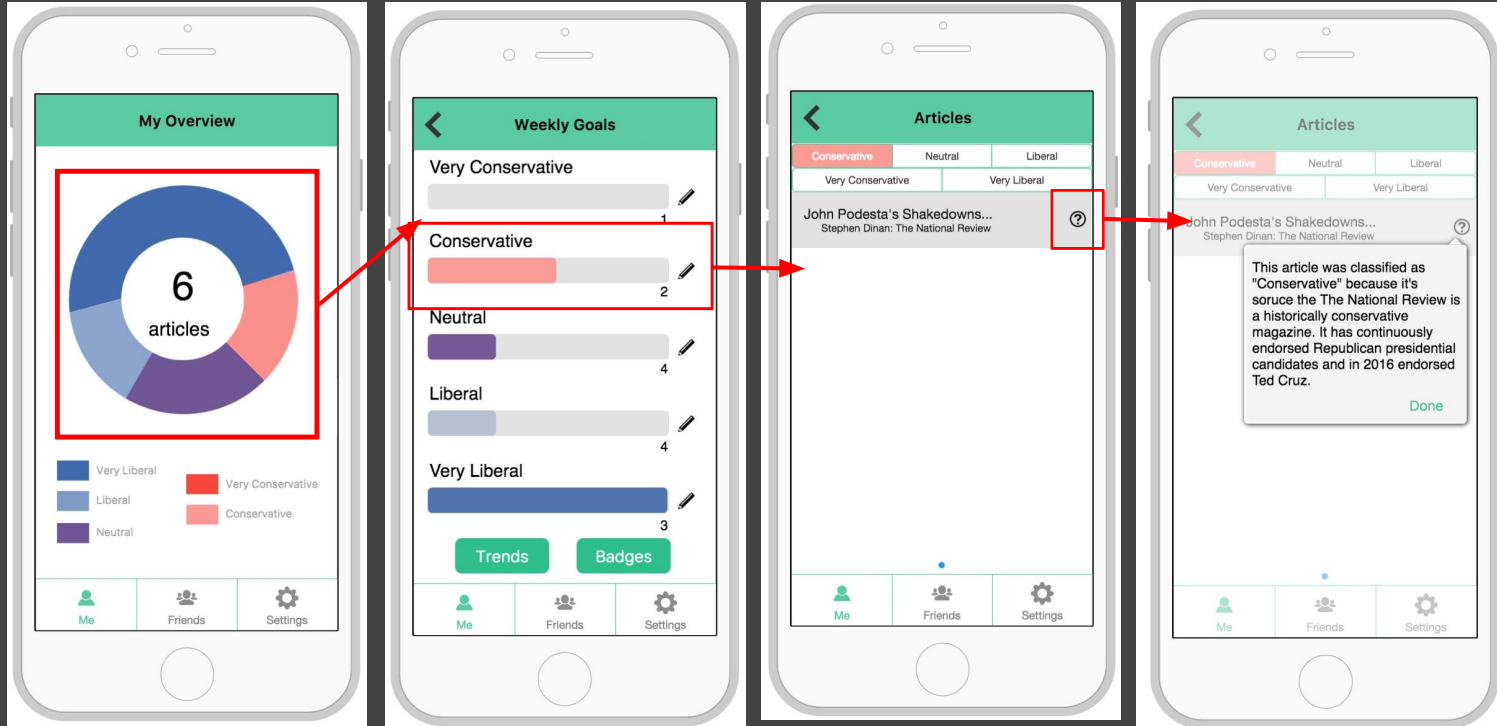 My Overview
6
articles
Very Liberal
Liberal
Neutral
Very Conservative
Conservative
Me
Friends
Settings
Weekly Goals
Very Conservative
1
Conservative
2
Neutral
4
Liberal
4
Very Liberal
3
Trends
Badges
Me
Friends
Settings
Articles
Conservative
Neutral
Liberal
Very Conservative
Very Liberal
John Podesta's Shakedowns...
Stephen Dinan: The National Review
?
Me
Friends
Settings
Articles
Conservative
Neutral
Liberal
Very Conservative
Very Liberal
John Podesta's Shakedowns...
Stephen Dinan: The National Review
?
This article was classified as
"Conservative" because it's
soruce the The National Review is
a historically conservative
magazine. It has continuously
endorsed Republican presidential
candidates and in 2016 endorsed
Ted Cruz.
Done
Me
Friends
Settings